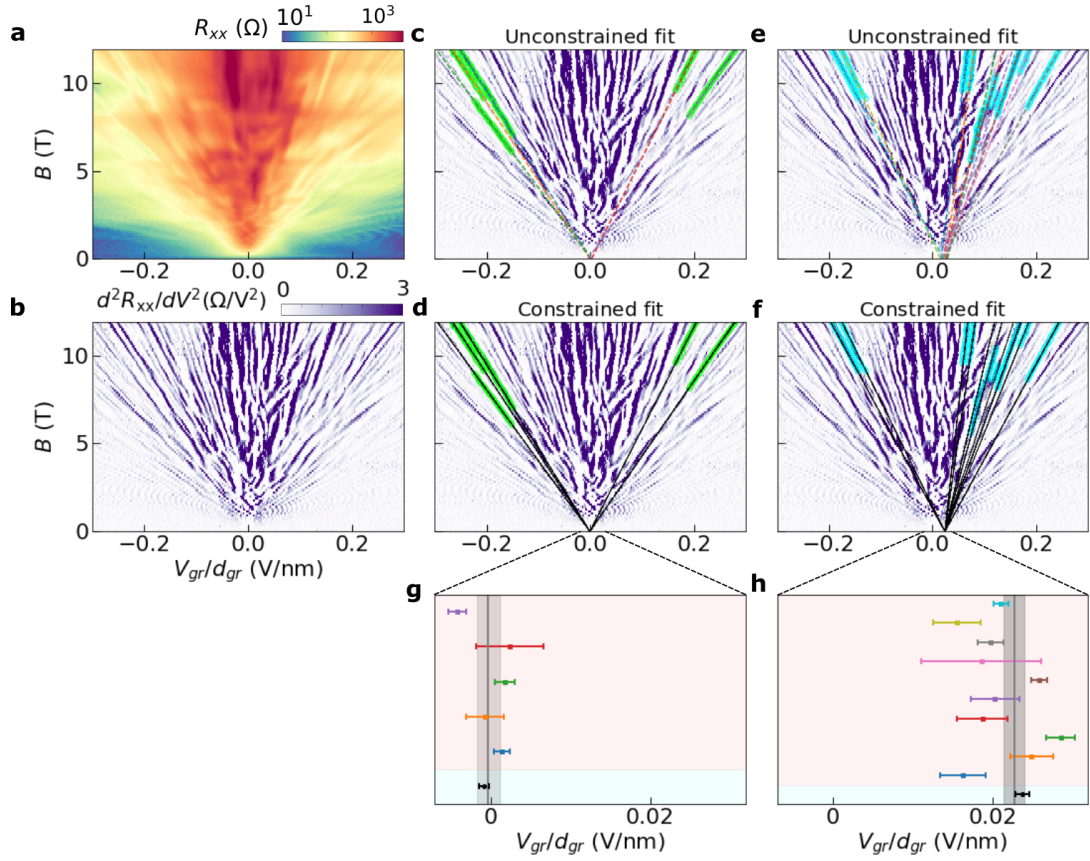 a
R_xx (Ω) 10^1 10^3
10
5
0
B (T)
−0.2 0.0 0.2
b
d^2R_xx/dV^2(Ω/V^2) 0 3
10
5
0
B (T)
−0.2 0.0 0.2
V_gr/d_gr (V/nm)
c
Unconstrained fit
−0.2 0.0 0.2
d
Constrained fit
−0.2 0.0 0.2
e
Unconstrained fit
−0.2 0.0 0.2
f
Constrained fit
−0.2 0.0 0.2
g
0 0.02
V_gr/d_gr (V/nm)
h
0 0.02
V_gr/d_gr (V/nm)